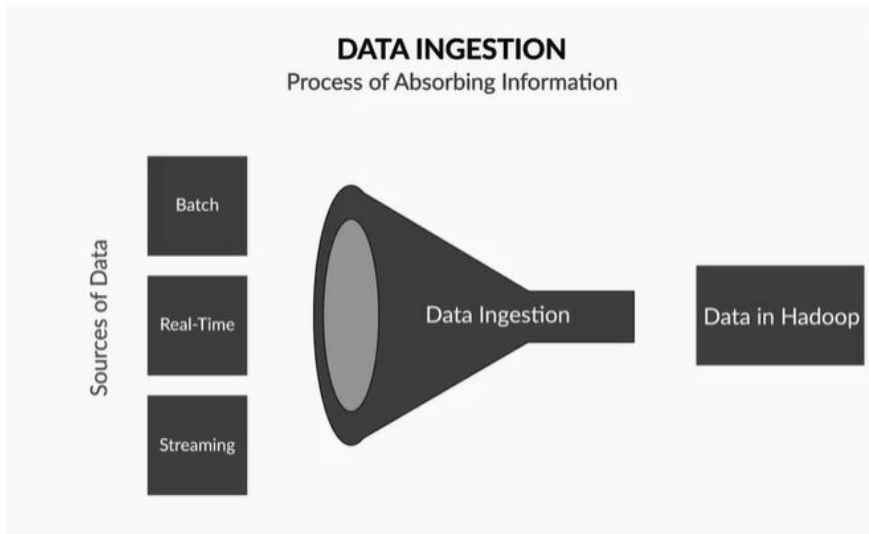 DATA INGESTION
Process of Absorbing Information
Sources of Data
Batch
Real-Time
Streaming
Data Ingestion
Data in Hadoop